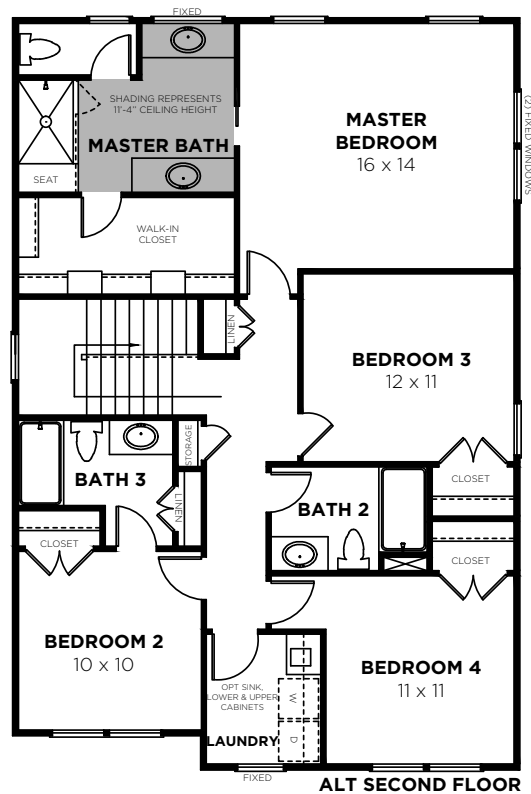 FIXED
SHADING REPRESENTS
11'-4" CEILING HEIGHT
MASTER BATH
SEAT
MASTER
BEDROOM
16 x 14
(2) FIXED WINDOWS
WALK-IN
CLOSET
LINEN
BEDROOM 3
12 x 11
STORAGE
BATH 3
LINEN
CLOSET
BATH 2
CLOSET
CLOSET
BEDROOM 2
10 x 10
BEDROOM 4
11 x 11
OPT SINK,
LOWER & UPPER
CABINETS
W
D
LAUNDRY
FIXED
ALT SECOND FLOOR